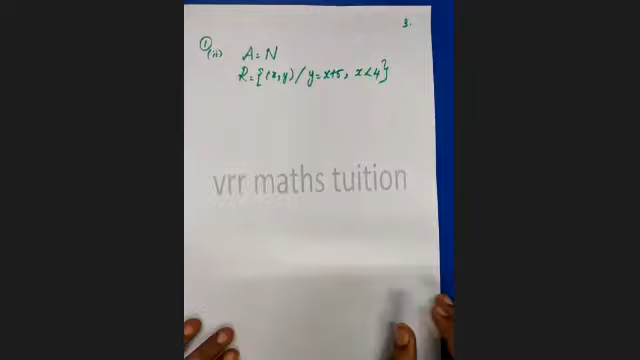 3.
① (ii) A = N
R = {(x, y) / y = x+5, x < 4}
vrr maths tuition